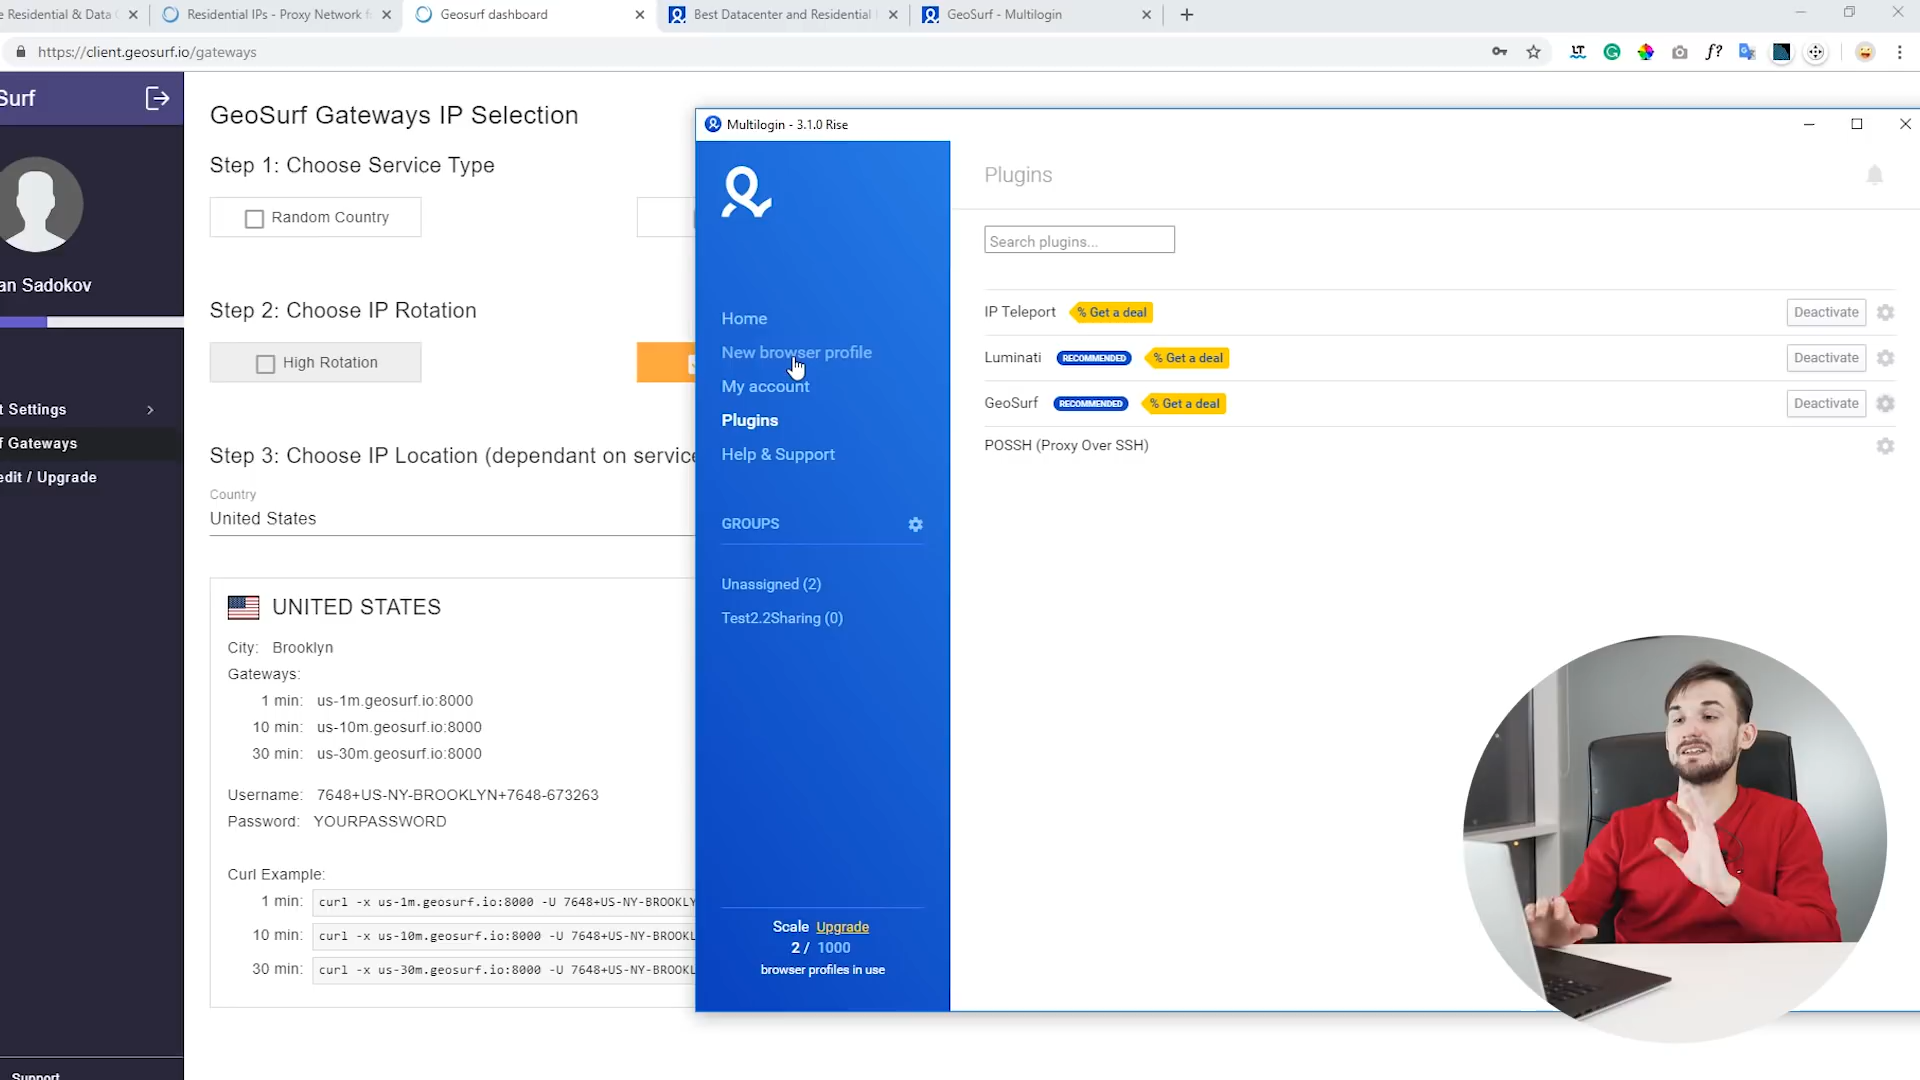 e Residential & Data
Residential IPs - Proxy Network f
Geosurf dashboard
Best Datacenter and Residential
GeoSurf - Multilogin
https://client.geosurf.io/gateways
Surf
an Sadokov
t Settings
f Gateways
edit / Upgrade
Support
GeoSurf Gateways IP Selection
Step 1: Choose Service Type
Random Country
Step 2: Choose IP Rotation
High Rotation
Step 3: Choose IP Location (dependant on service
Country
United States
UNITED STATES
City: Brooklyn
Gateways:
1 min: us-1m.geosurf.io:8000
10 min: us-10m.geosurf.io:8000
30 min: us-30m.geosurf.io:8000
Username: 7648+US-NY-BROOKLYN+7648-673263
Password: YOURPASSWORD
Curl Example:
1 min: curl -x us-1m.geosurf.io:8000 -U 7648+US-NY-BROOKLY
10 min: curl -x us-10m.geosurf.io:8000 -U 7648+US-NY-BROOKL
30 min: curl -x us-30m.geosurf.io:8000 -U 7648+US-NY-BROOKL
Multilogin - 3.1.0 Rise
Home
New browser profile
My account
Plugins
Help & Support
GROUPS
Unassigned (2)
Test2.2Sharing (0)
Scale Upgrade
2 / 1000
browser profiles in use
Plugins
Search plugins...
IP Teleport % Get a deal Deactivate
Luminati RECOMMENDED % Get a deal Deactivate
GeoSurf RECOMMENDED % Get a deal Deactivate
POSSH (Proxy Over SSH)